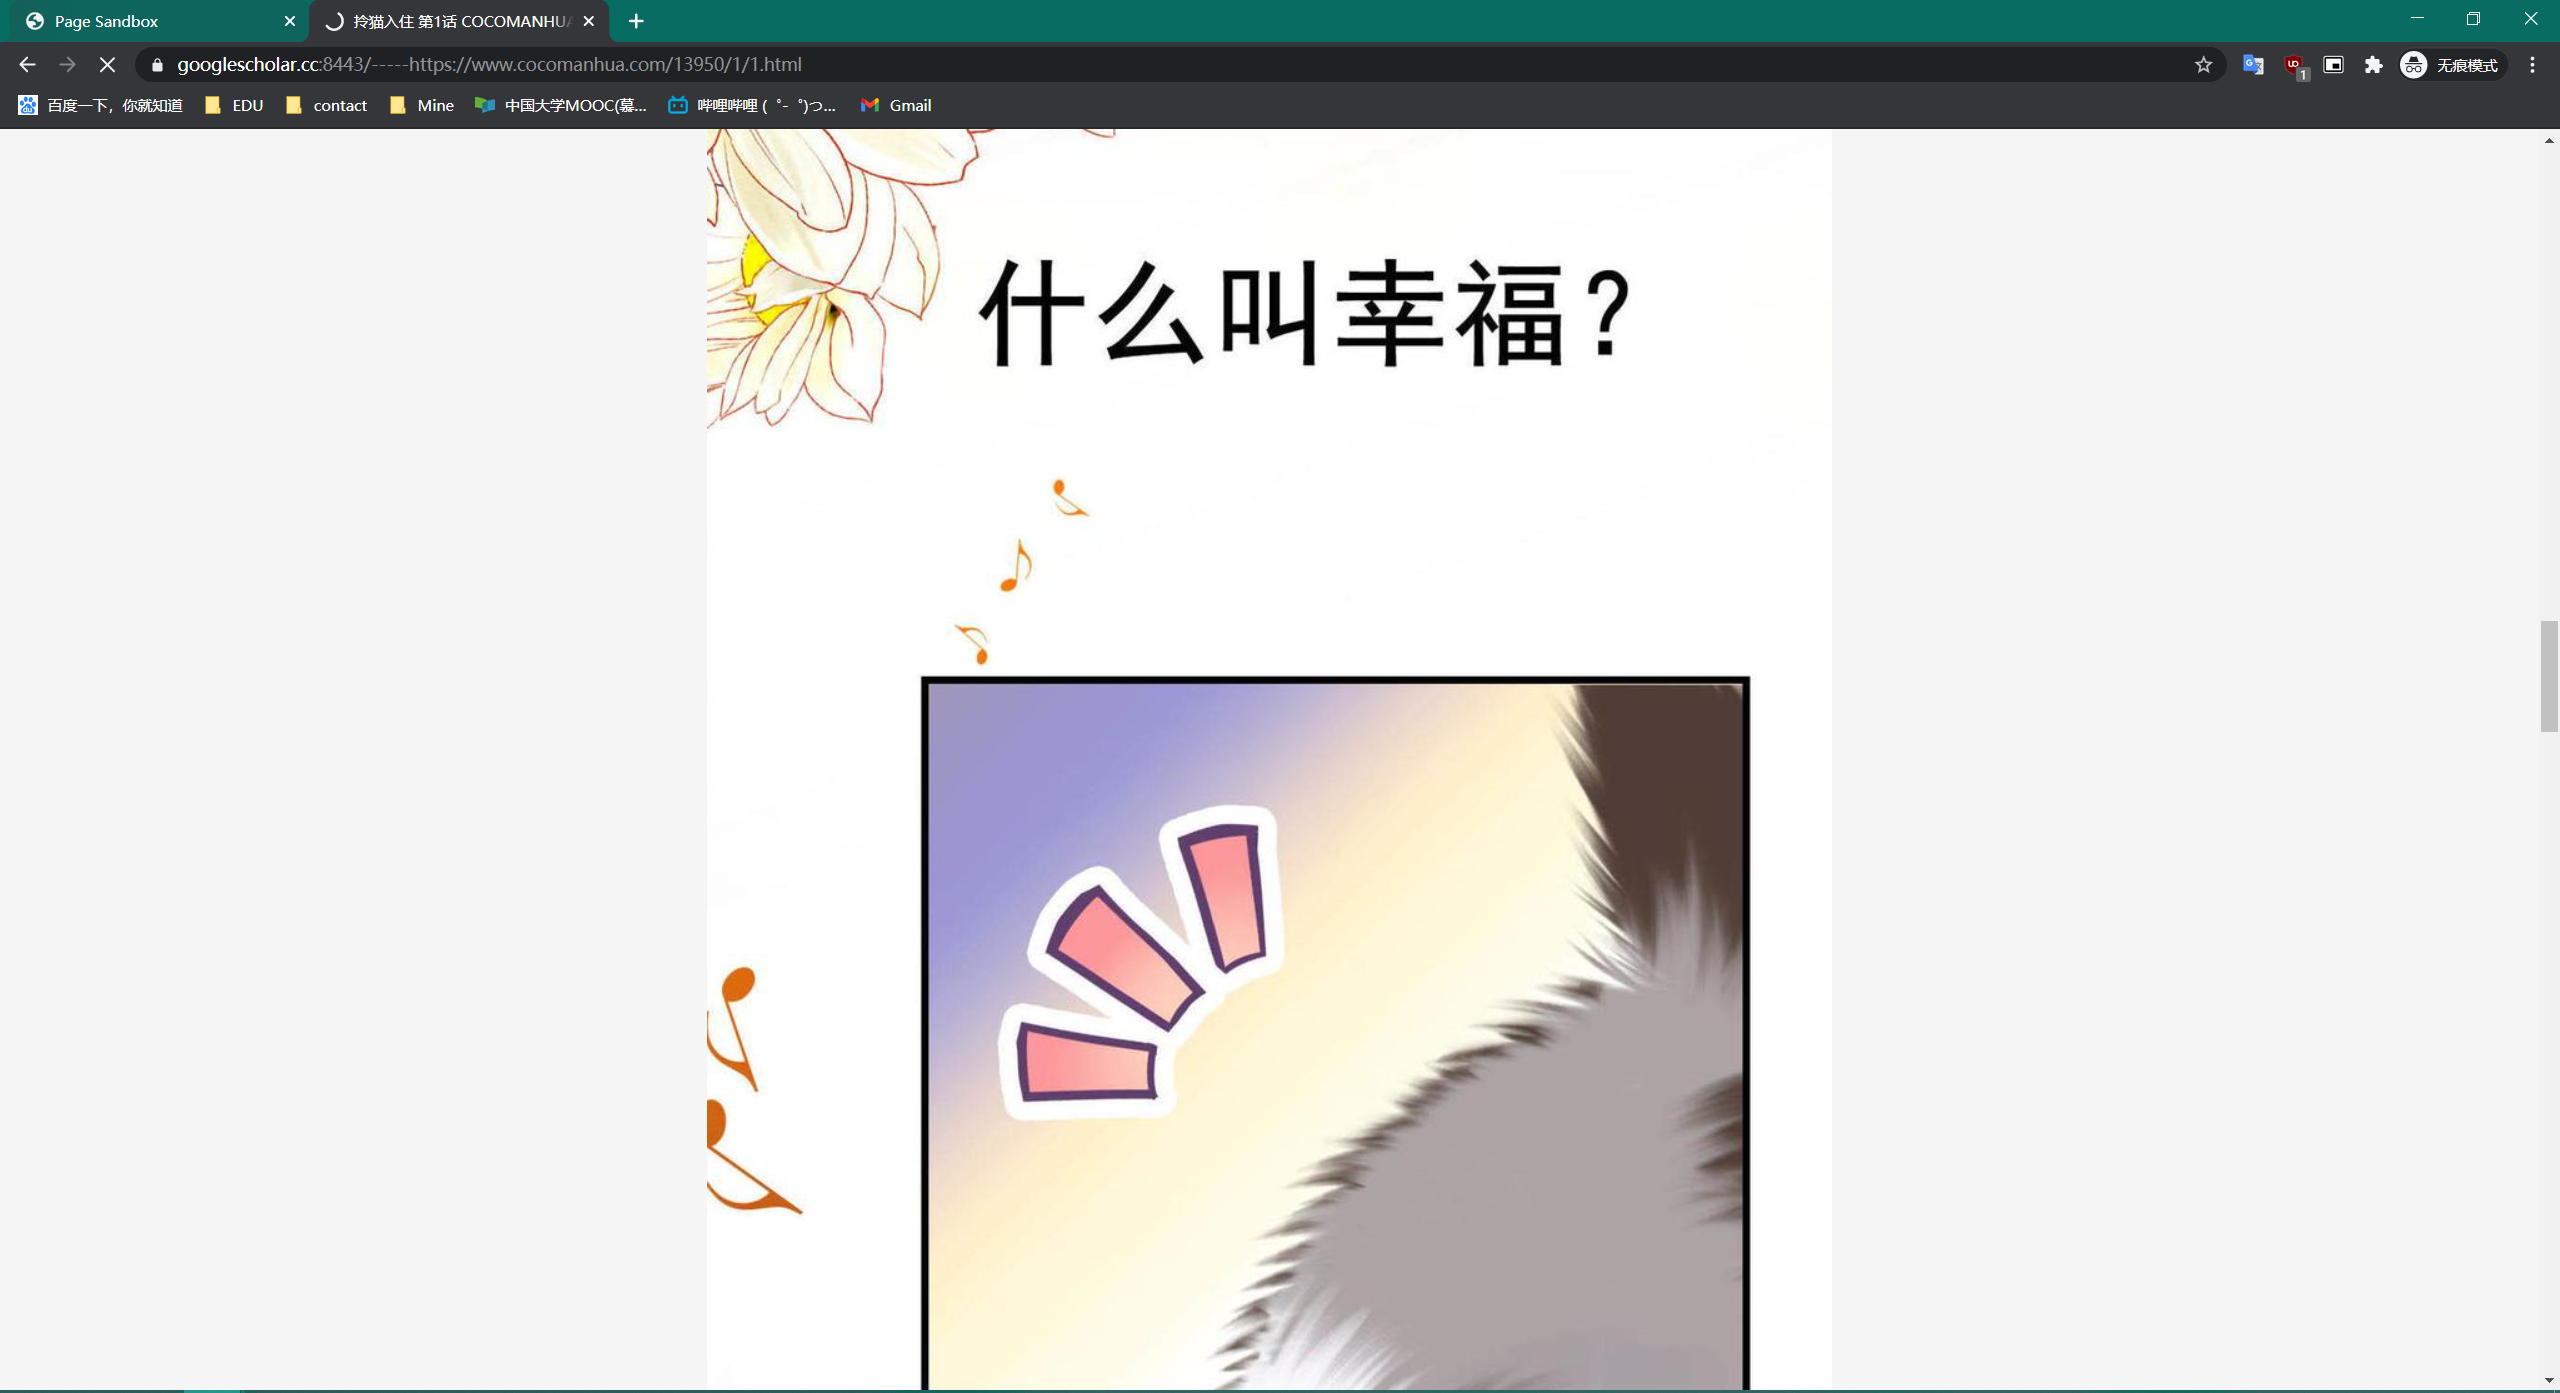 Page Sandbox
拎猫入住 第1话 COCOMANHUA
googlescholar.cc:8443/-----https://www.cocomanhua.com/13950/1/1.html
1
无痕模式
百度一下，你就知道
EDU
contact
Mine
中国大学MOOC(慕...
哔哩哔哩 (゜-゜)つ...
Gmail
什么叫幸福？